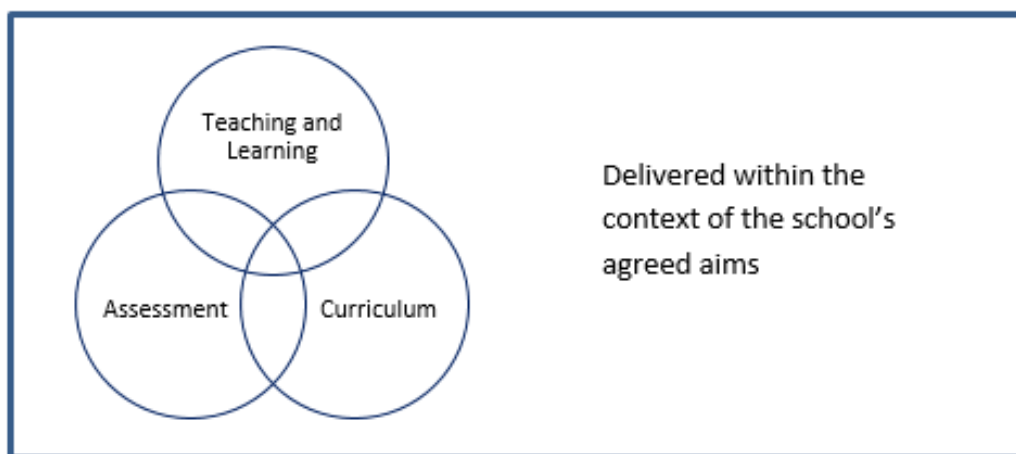 Teaching and
Learning
Assessment
Curriculum
Delivered within the
context of the school’s
agreed aims